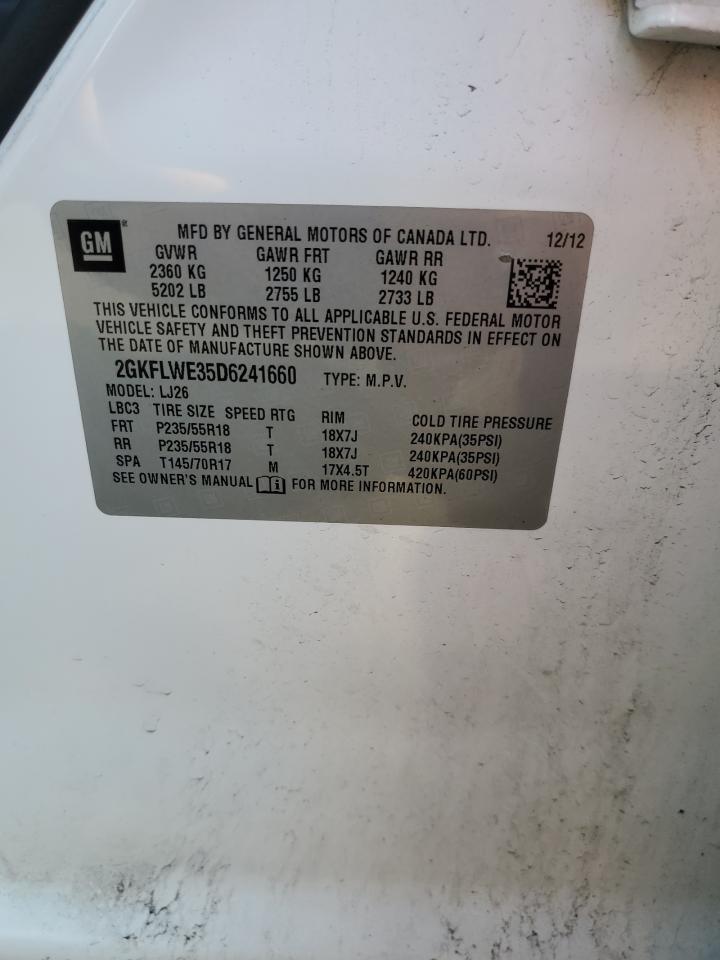 GM® MFD BY GENERAL MOTORS OF CANADA LTD. 12/12
GVWR GAWR FRT GAWR RR
2360 KG 1250 KG 1240 KG
5202 LB 2755 LB 2733 LB
THIS VEHICLE CONFORMS TO ALL APPLICABLE U.S. FEDERAL MOTOR
VEHICLE SAFETY AND THEFT PREVENTION STANDARDS IN EFFECT ON
THE DATE OF MANUFACTURE SHOWN ABOVE.
2GKFLWE35D6241660 TYPE: M.P.V.
MODEL: LJ26
LBC3 TIRE SIZE SPEED RTG RIM COLD TIRE PRESSURE
FRT P235/55R18 T 18X7J 240KPA(35PSI)
RR P235/55R18 T 18X7J 240KPA(35PSI)
SPA T145/70R17 M 17X4.5T 420KPA(60PSI)
SEE OWNER'S MANUAL FOR MORE INFORMATION.